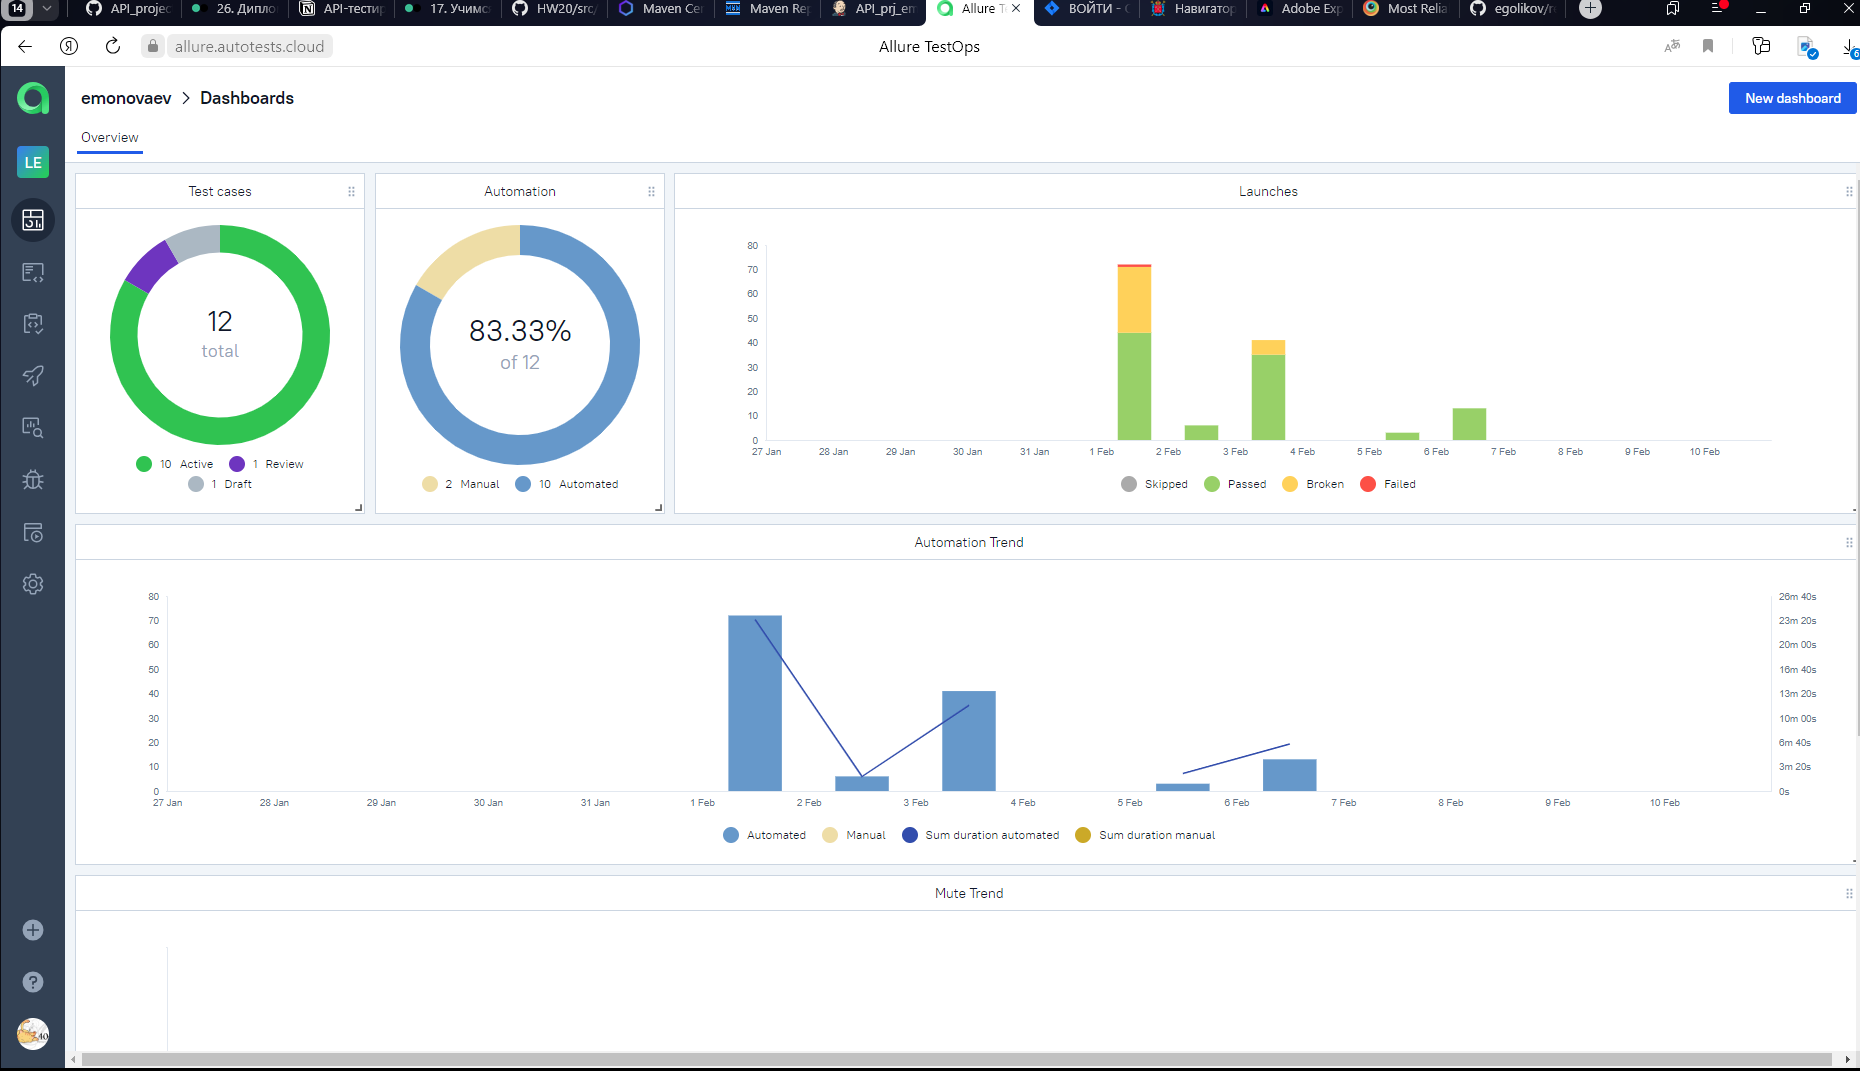 14 API_projec 26. Дипло API-тестир 17. Учимс HW20/src/ Maven Ce Maven Rep API_prj_em Allure Te ВОЙТИ - Навигатор Adobe Exp Most Relia egolikov/
allure.autotests.cloud Allure TestOps
emonovaev > Dashboards New dashboard
Overview
LE
Test cases
12
total
10 Active 1 Review
1 Draft
Automation
83.33%
of 12
2 Manual 10 Automated
Launches
80
70
60
50
40
30
20
10
0
27 Jan 28 Jan 29 Jan 30 Jan 31 Jan 1 Feb 2 Feb 3 Feb 4 Feb 5 Feb 6 Feb 7 Feb 8 Feb 9 Feb 10 Feb
Skipped Passed Broken Failed
Automation Trend
80 26m 40s
70 23m 20s
60 20m 00s
50 16m 40s
40 13m 20s
30 10m 00s
20 6m 40s
10 3m 20s
0 0s
27 Jan 28 Jan 29 Jan 30 Jan 31 Jan 1 Feb 2 Feb 3 Feb 4 Feb 5 Feb 6 Feb 7 Feb 8 Feb 9 Feb 10 Feb
Automated Manual Sum duration automated Sum duration manual
Mute Trend